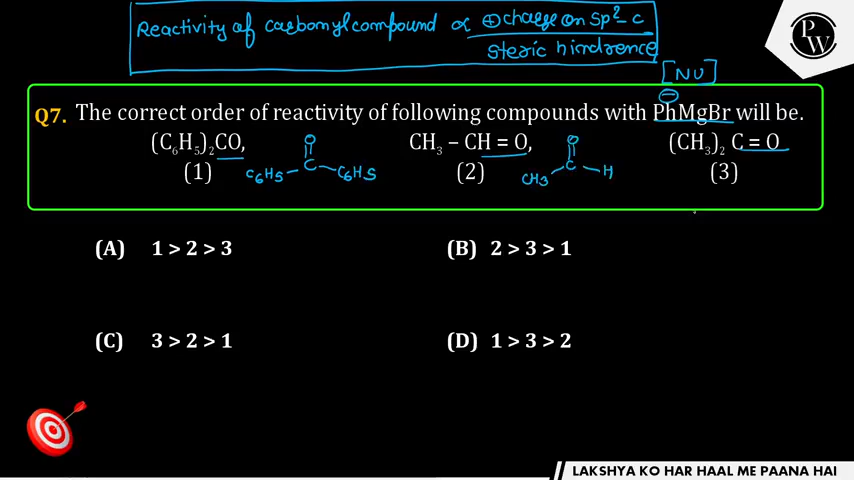 Reactivity of carbonyl compound ∝ ⊕ charge on sp² c
steric hindrence
[NU]
⊖
PW
Q7. The correct order of reactivity of following compounds with PhMgBr will be.
(C₆H₅)₂CO, CH₃ – CH = O, (CH₃)₂ C = O
O O
C₆H₅ – C – C₆H₅ CH₃ – C – H
(1) (2) (3)
(A) 1 > 2 > 3 (B) 2 > 3 > 1
(C) 3 > 2 > 1 (D) 1 > 3 > 2
LAKSHYA KO HAR HAAL ME PAANA HAI